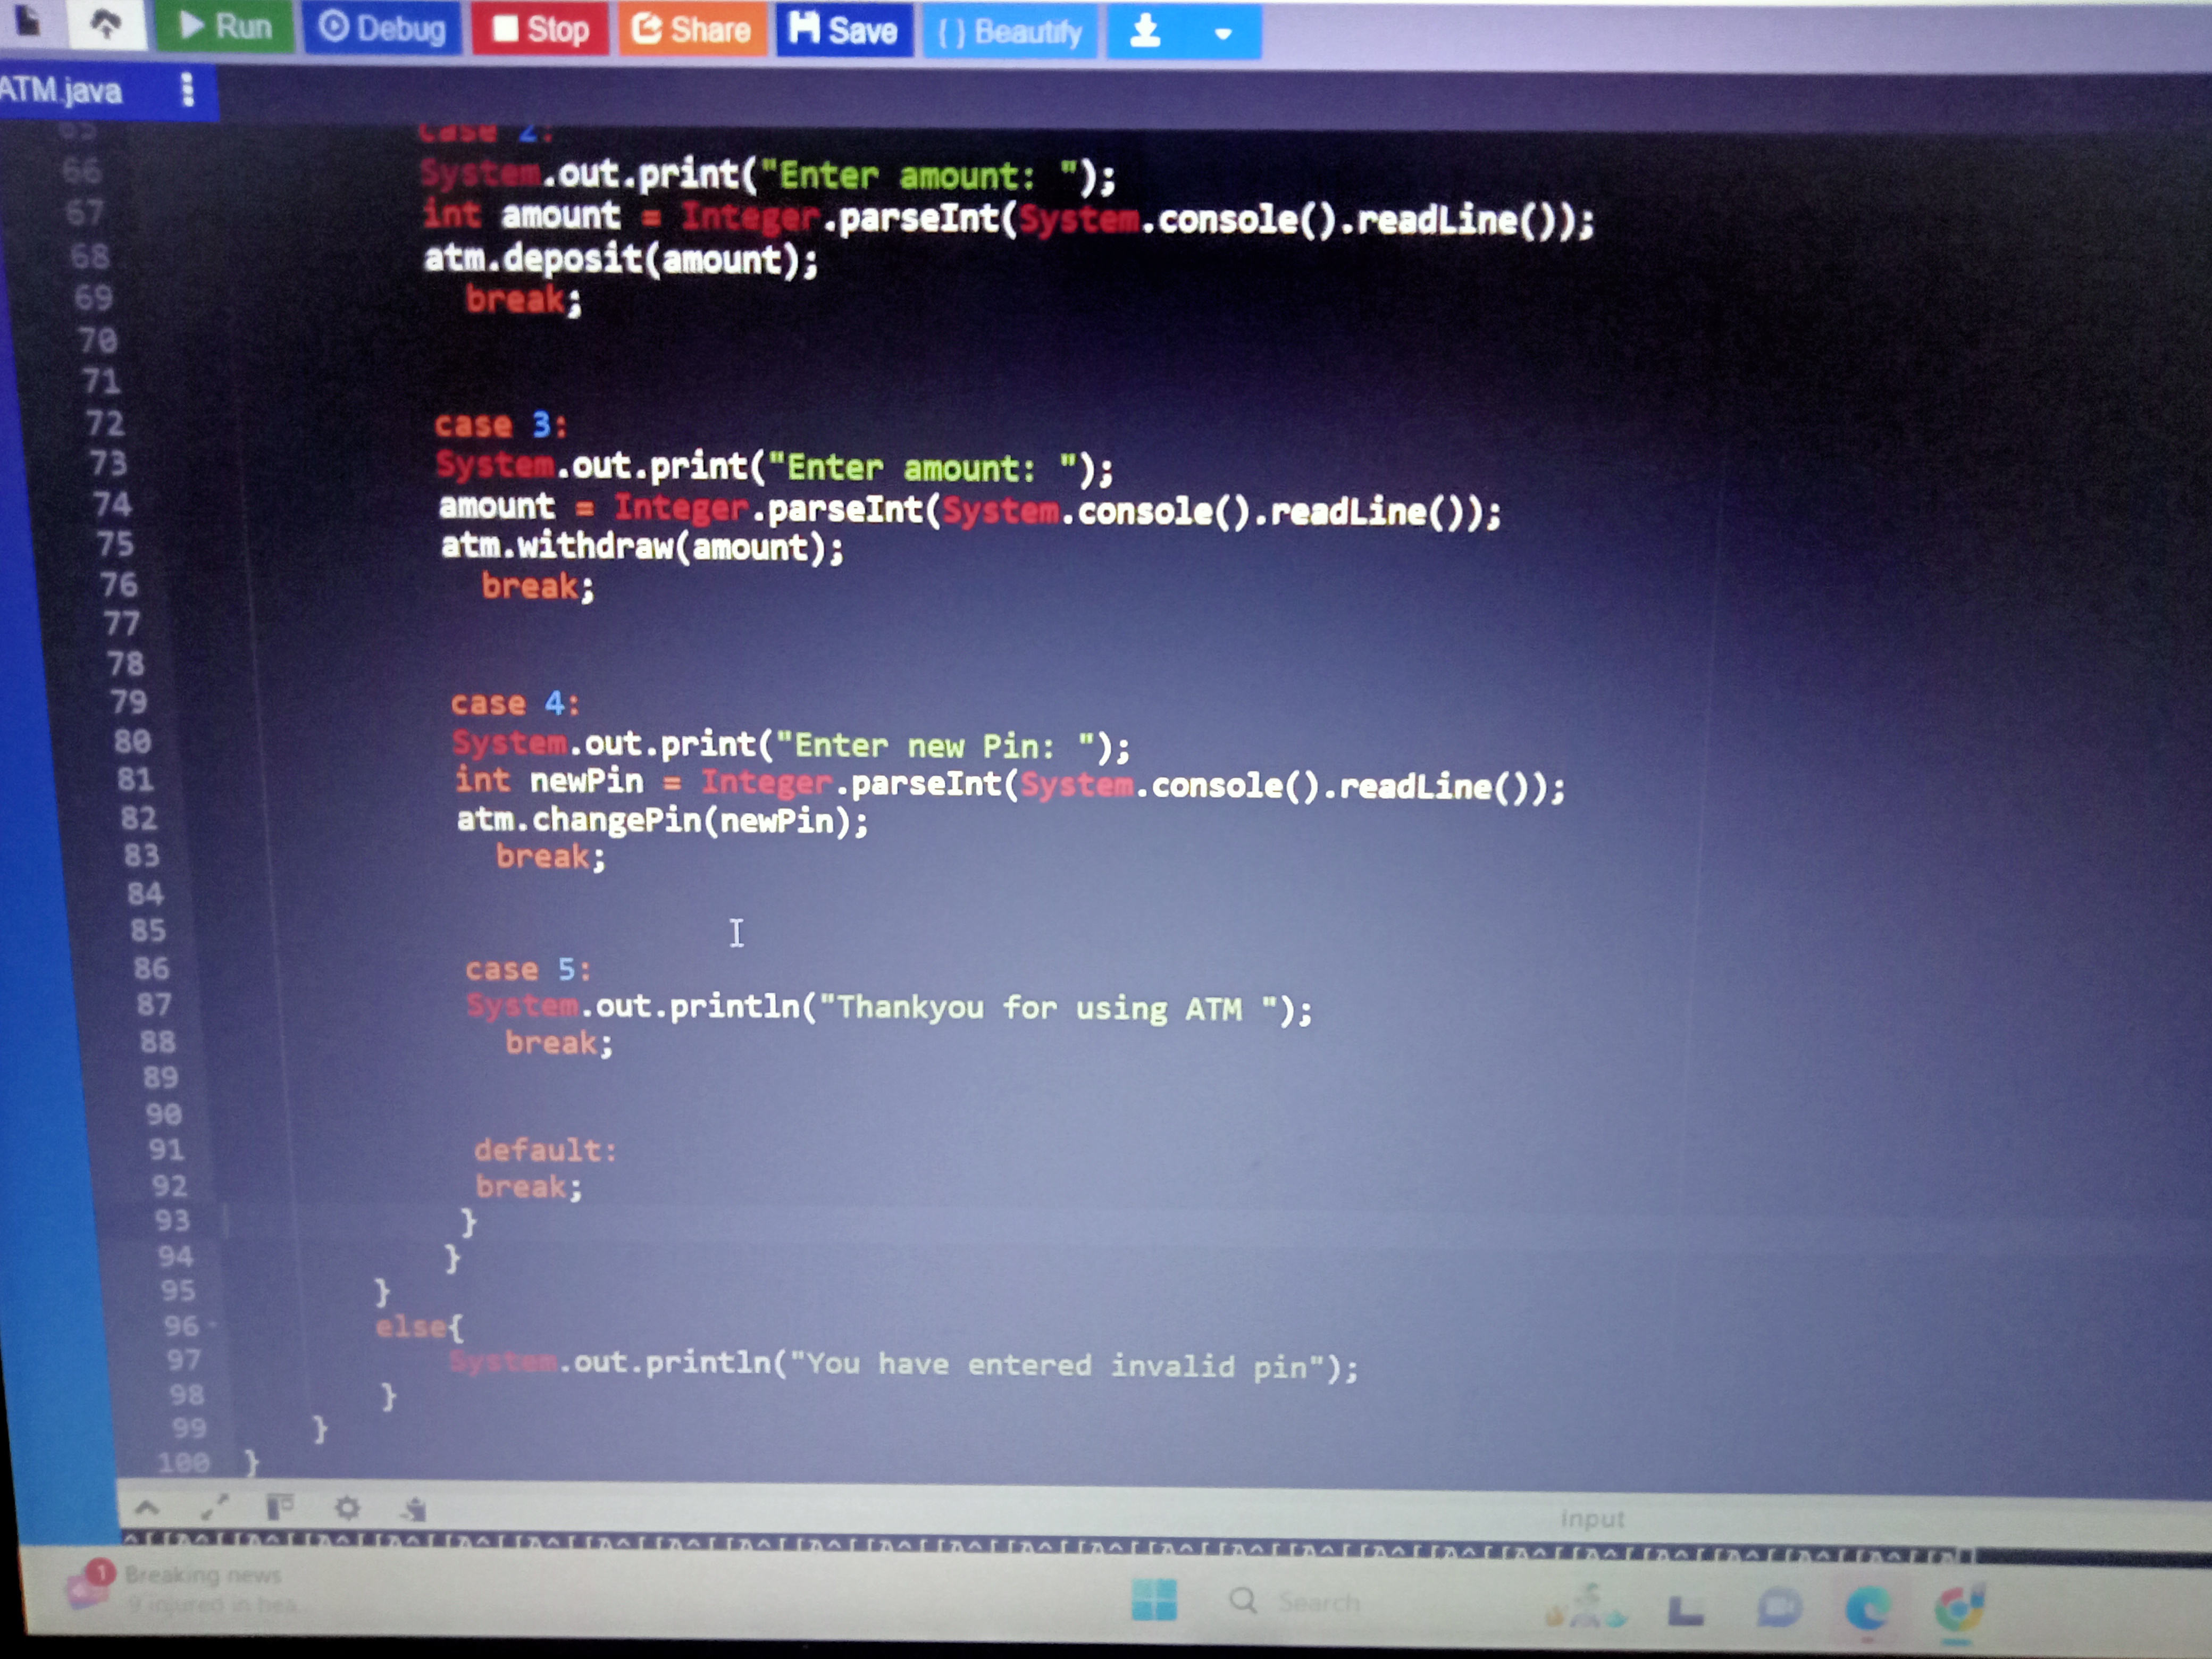 Run Debug Stop Share Save { } Beautify
ATM.java
65 case 2:
66 System.out.print("Enter amount: ");
67 int amount = Integer.parseInt(System.console().readLine());
68 atm.deposit(amount);
69 break;
70
71
72 case 3:
73 System.out.print("Enter amount: ");
74 amount = Integer.parseInt(System.console().readLine());
75 atm.withdraw(amount);
76 break;
77
78
79 case 4:
80 System.out.print("Enter new Pin: ");
81 int newPin = Integer.parseInt(System.console().readLine());
82 atm.changePin(newPin);
83 break;
84
85
86 case 5:
87 System.out.println("Thankyou for using ATM ");
88 break;
89
90
91 default:
92 break;
93 }
94 }
95 }
96 else{
97 System.out.println("You have entered invalid pin");
98 }
99 }
100 }
input
1 Breaking news
9 injured in hea...
Search